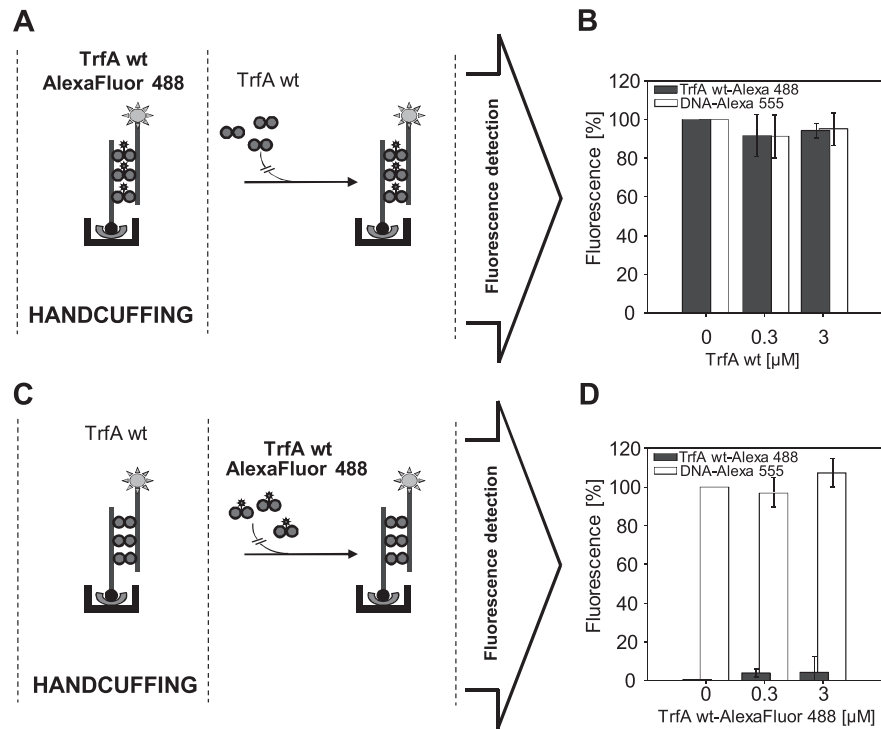 A
TrfA wt
AlexaFluor 488
TrfA wt
HANDCUFFING
Fluorescence detection
B
120
100
80
60
40
20
0
Fluorescence [%]
TrfA wt-Alexa 488
DNA-Alexa 555
0 0.3 3
TrfA wt [µM]
C
TrfA wt
TrfA wt
AlexaFluor 488
HANDCUFFING
Fluorescence detection
D
120
100
80
60
40
20
0
Fluorescence [%]
TrfA wt-Alexa 488
DNA-Alexa 555
0 0.3 3
TrfA wt-AlexaFluor 488 [µM]